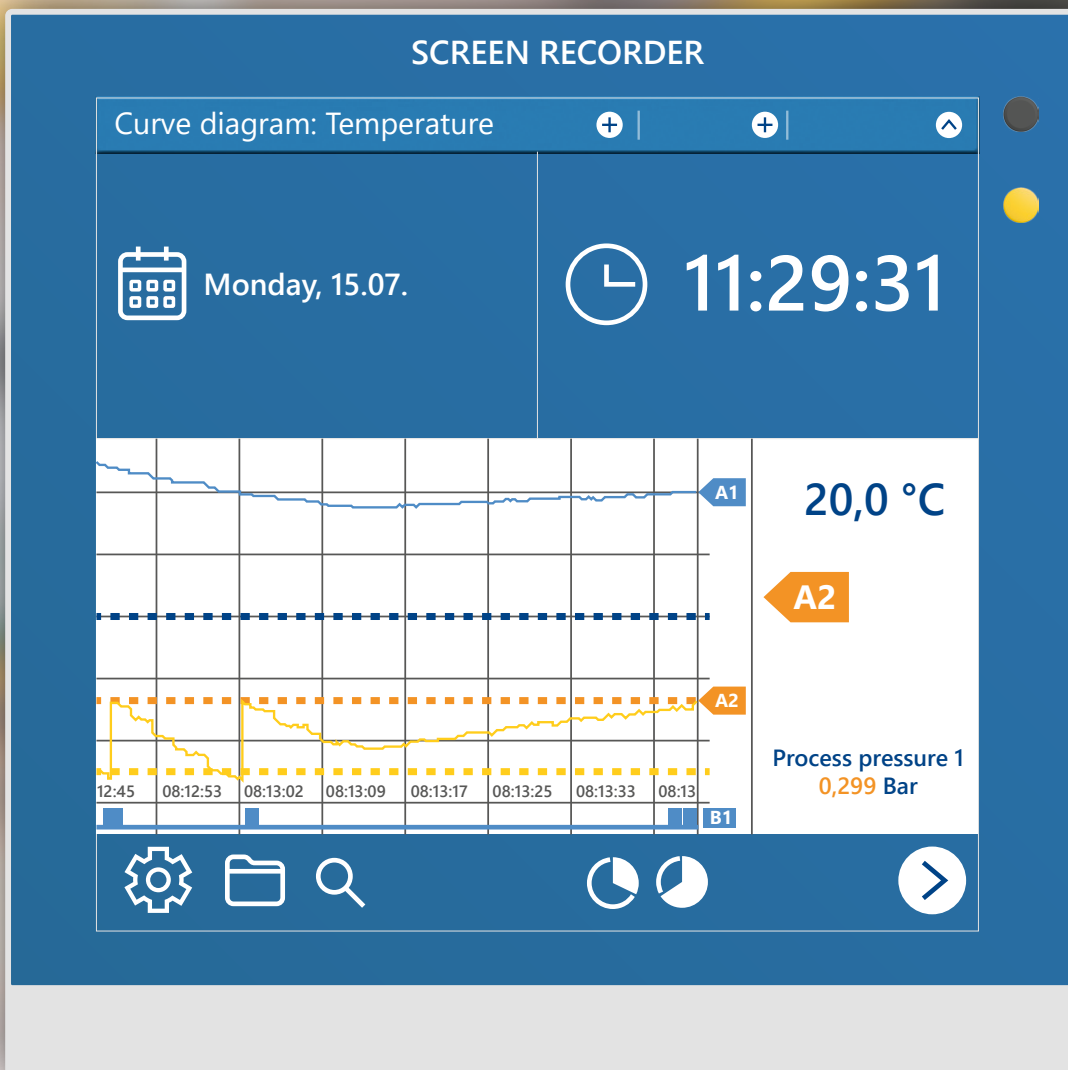 SCREEN RECORDER
Curve diagram: Temperature
Monday, 15.07.
11:29:31
A1
20,0 °C
A2
A2
Process pressure 1
0,299 Bar
12:45 08:12:53 08:13:02 08:13:09 08:13:17 08:13:25 08:13:33 08:13
B1